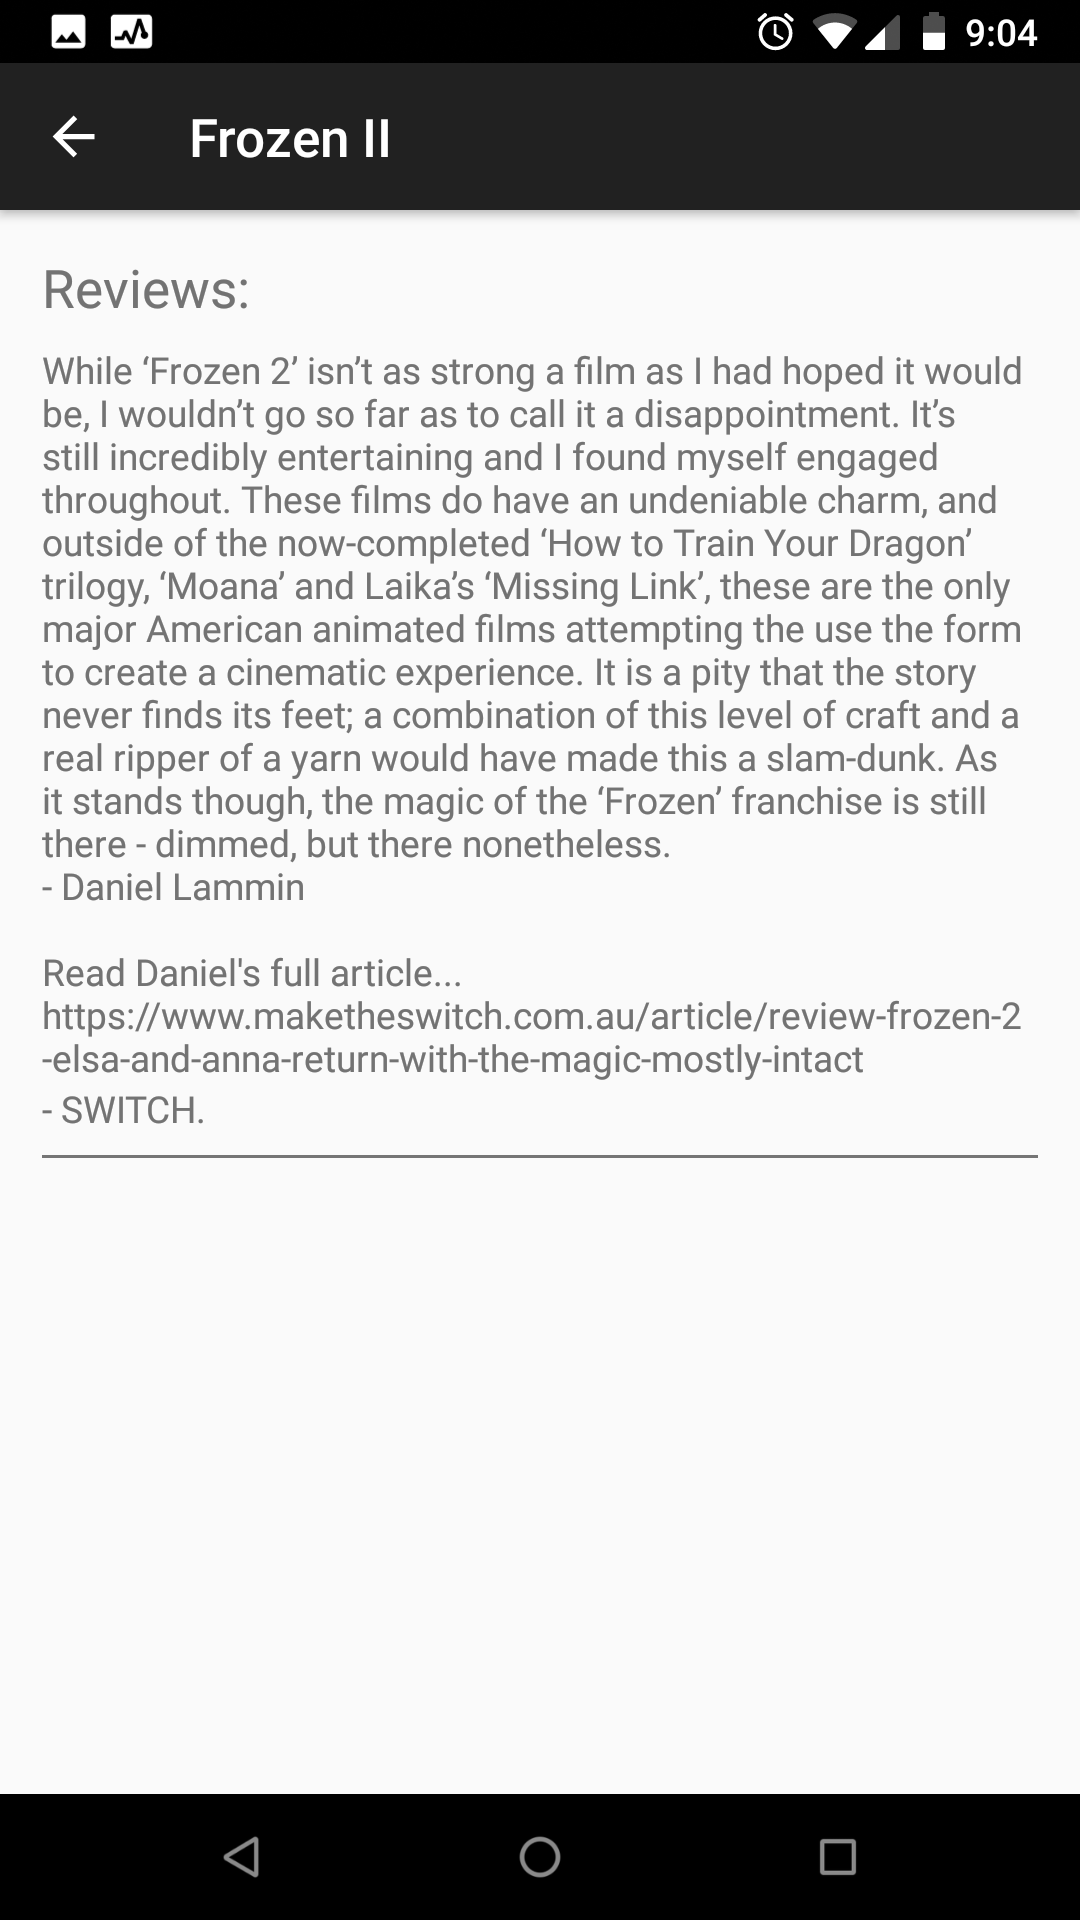 9:04
Frozen II
Reviews:
While ‘Frozen 2’ isn’t as strong a film as I had hoped it would
be, I wouldn’t go so far as to call it a disappointment. It’s
still incredibly entertaining and I found myself engaged
throughout. These films do have an undeniable charm, and
outside of the now-completed ‘How to Train Your Dragon’
trilogy, ‘Moana’ and Laika’s ‘Missing Link’, these are the only
major American animated films attempting the use the form
to create a cinematic experience. It is a pity that the story
never finds its feet; a combination of this level of craft and a
real ripper of a yarn would have made this a slam-dunk. As
it stands though, the magic of the ‘Frozen’ franchise is still
there - dimmed, but there nonetheless.
- Daniel Lammin
Read Daniel's full article...
https://www.maketheswitch.com.au/article/review-frozen-2
-elsa-and-anna-return-with-the-magic-mostly-intact
- SWITCH.